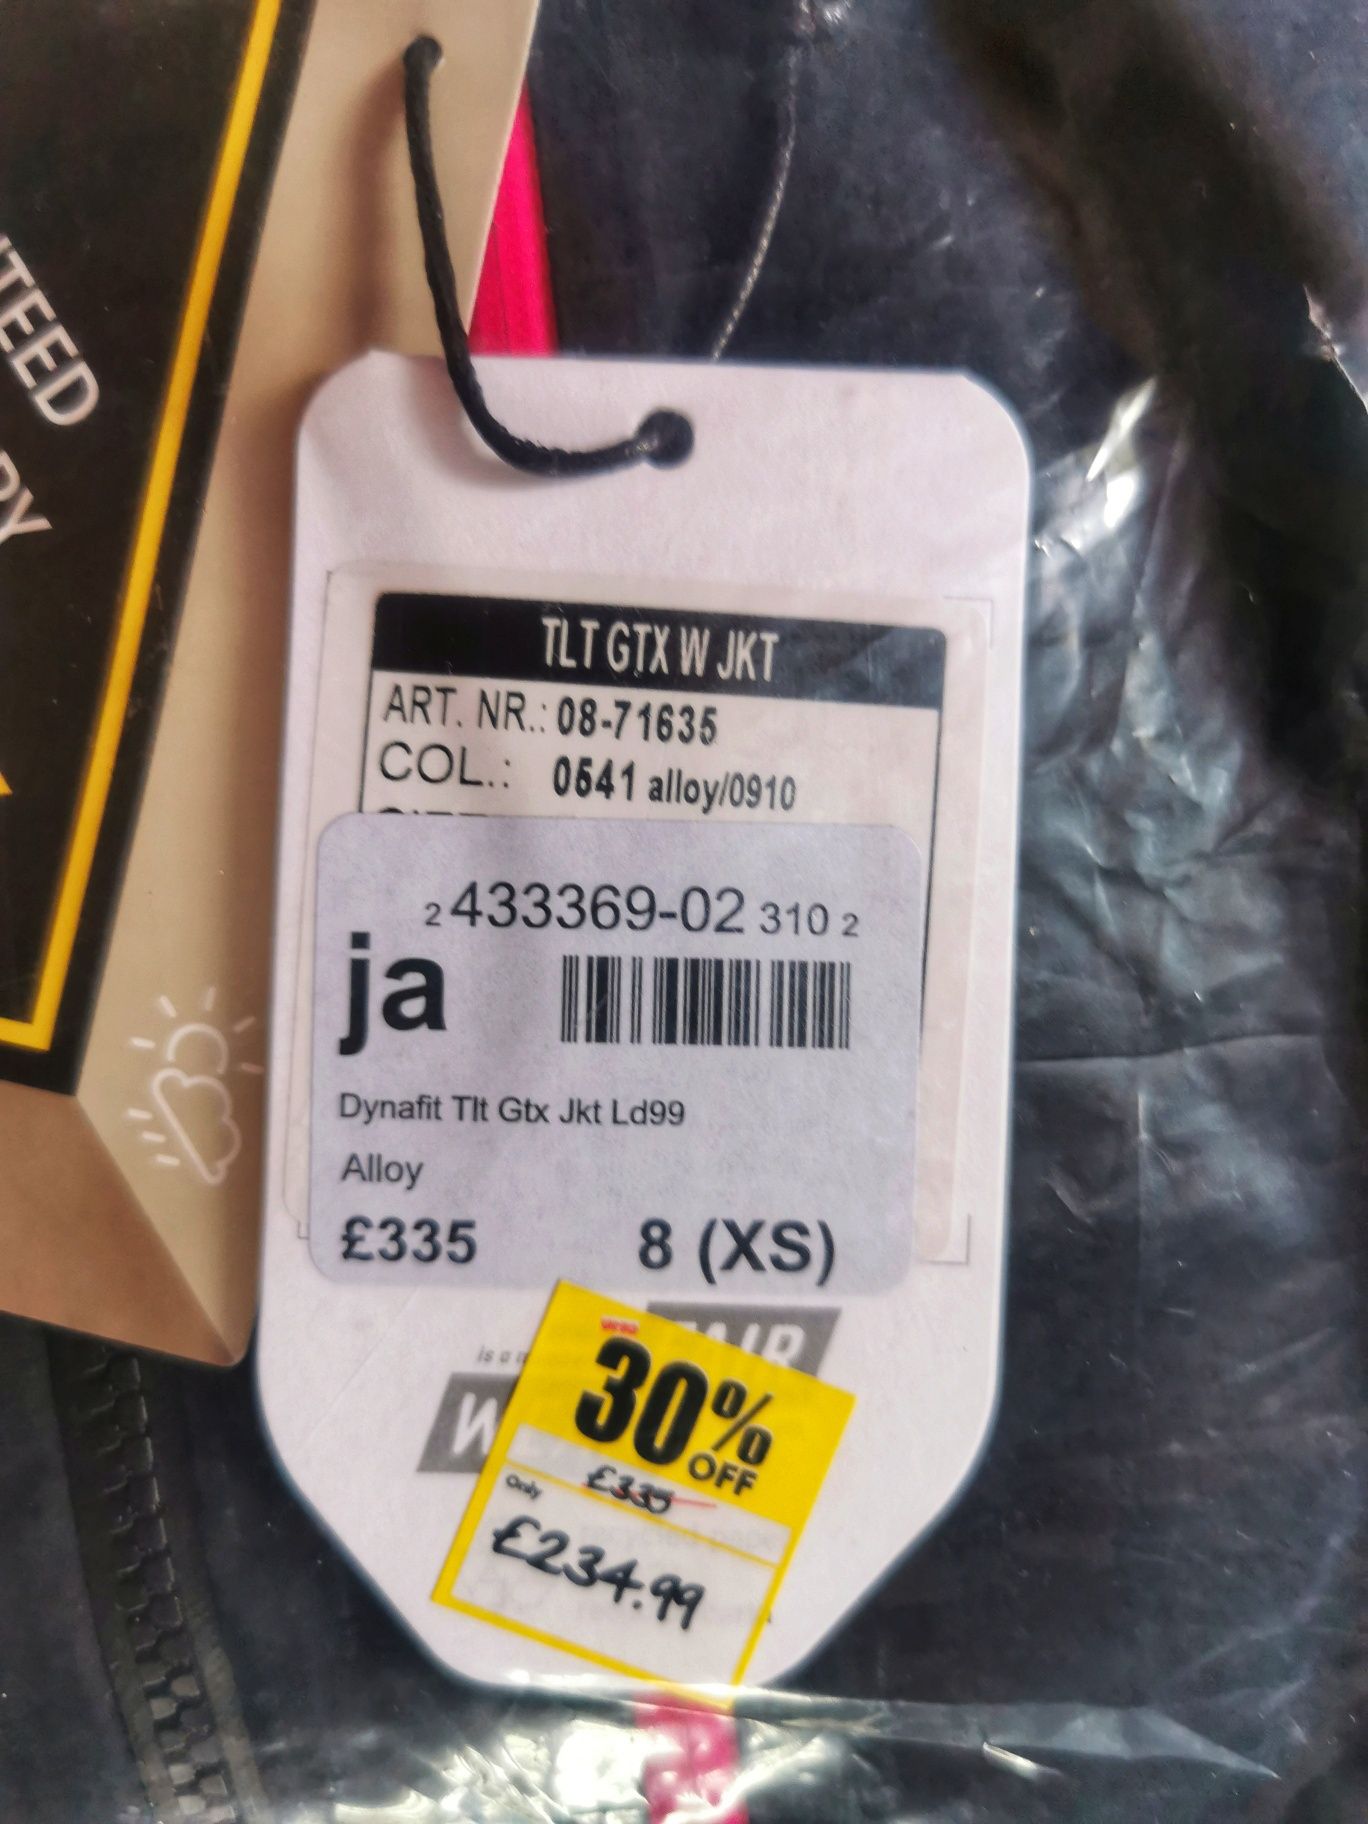 TLT GTX W JKT
ART. NR.: 08-71635
COL.: 0541 alloy/0910
2 433369-02 310 2
ja
Dynafit Tlt Gtx Jkt Ld99
Alloy
£335 8 (XS)
is a
30%
OFF
£335
Only
£234.99